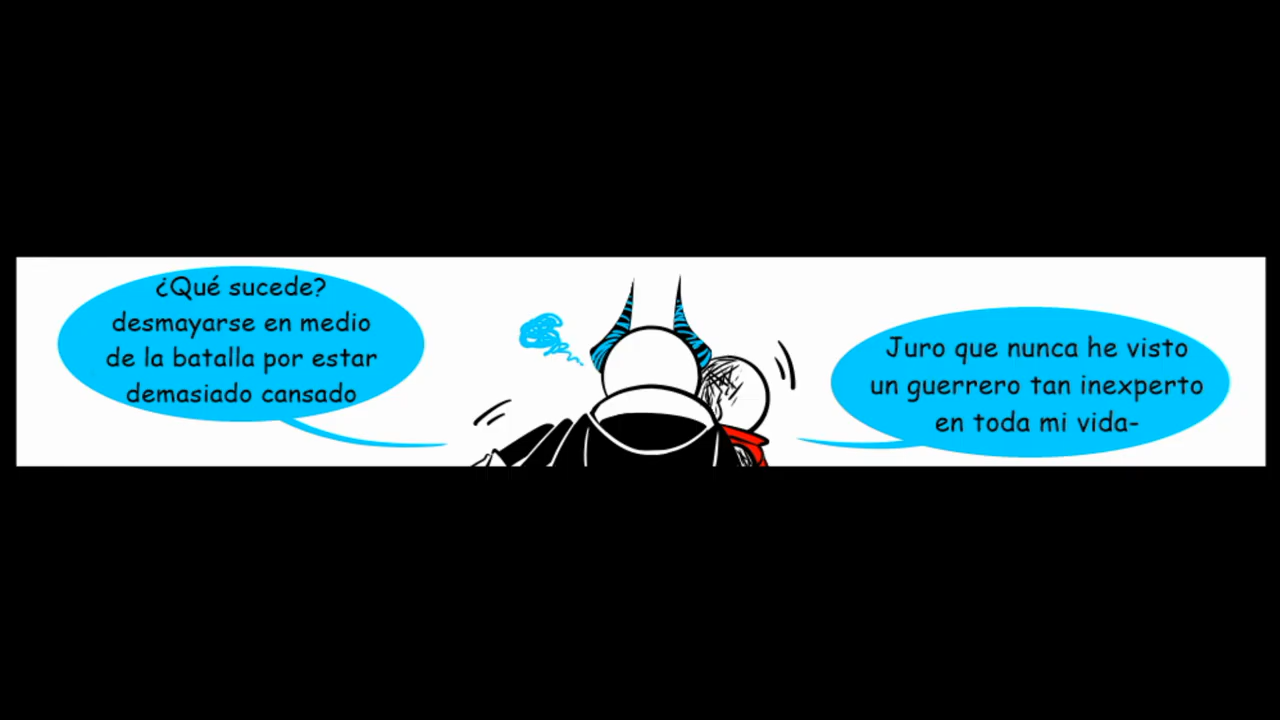 ¿Qué sucede?
desmayarse en medio
de la batalla por estar
demasiado cansado
Juro que nunca he visto
un guerrero tan inexperto
en toda mi vida-